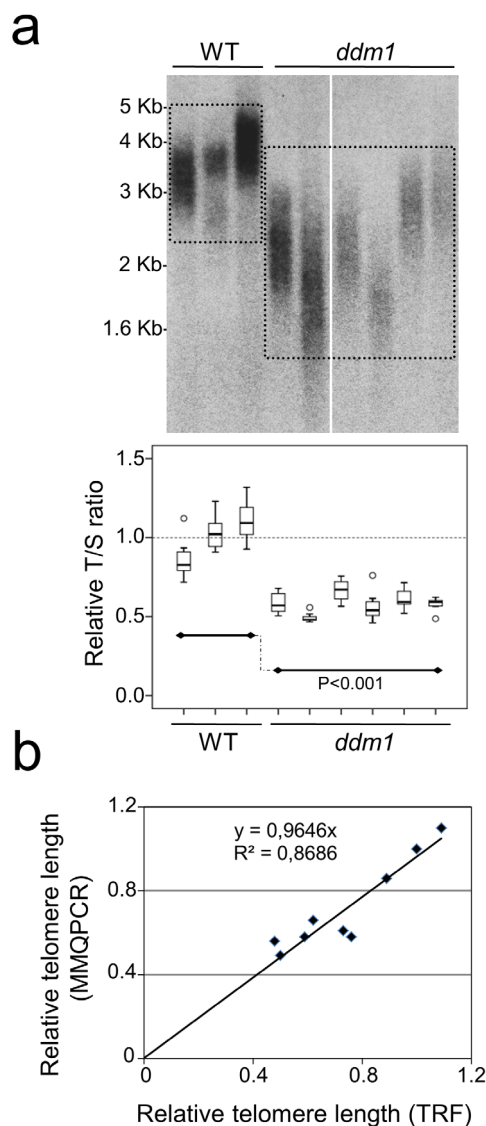 a
WT ddm1
5 Kb
4 Kb
3 Kb
2 Kb
1.6 Kb
1.5
1.0
0.5
0.0
Relative T/S ratio
P<0.001
WT ddm1
b
1.2
0.8
0.4
0
y = 0,9646x
R² = 0,8686
Relative telomere length
(MMQPCR)
0 0.4 0.8 1.2
Relative telomere length (TRF)